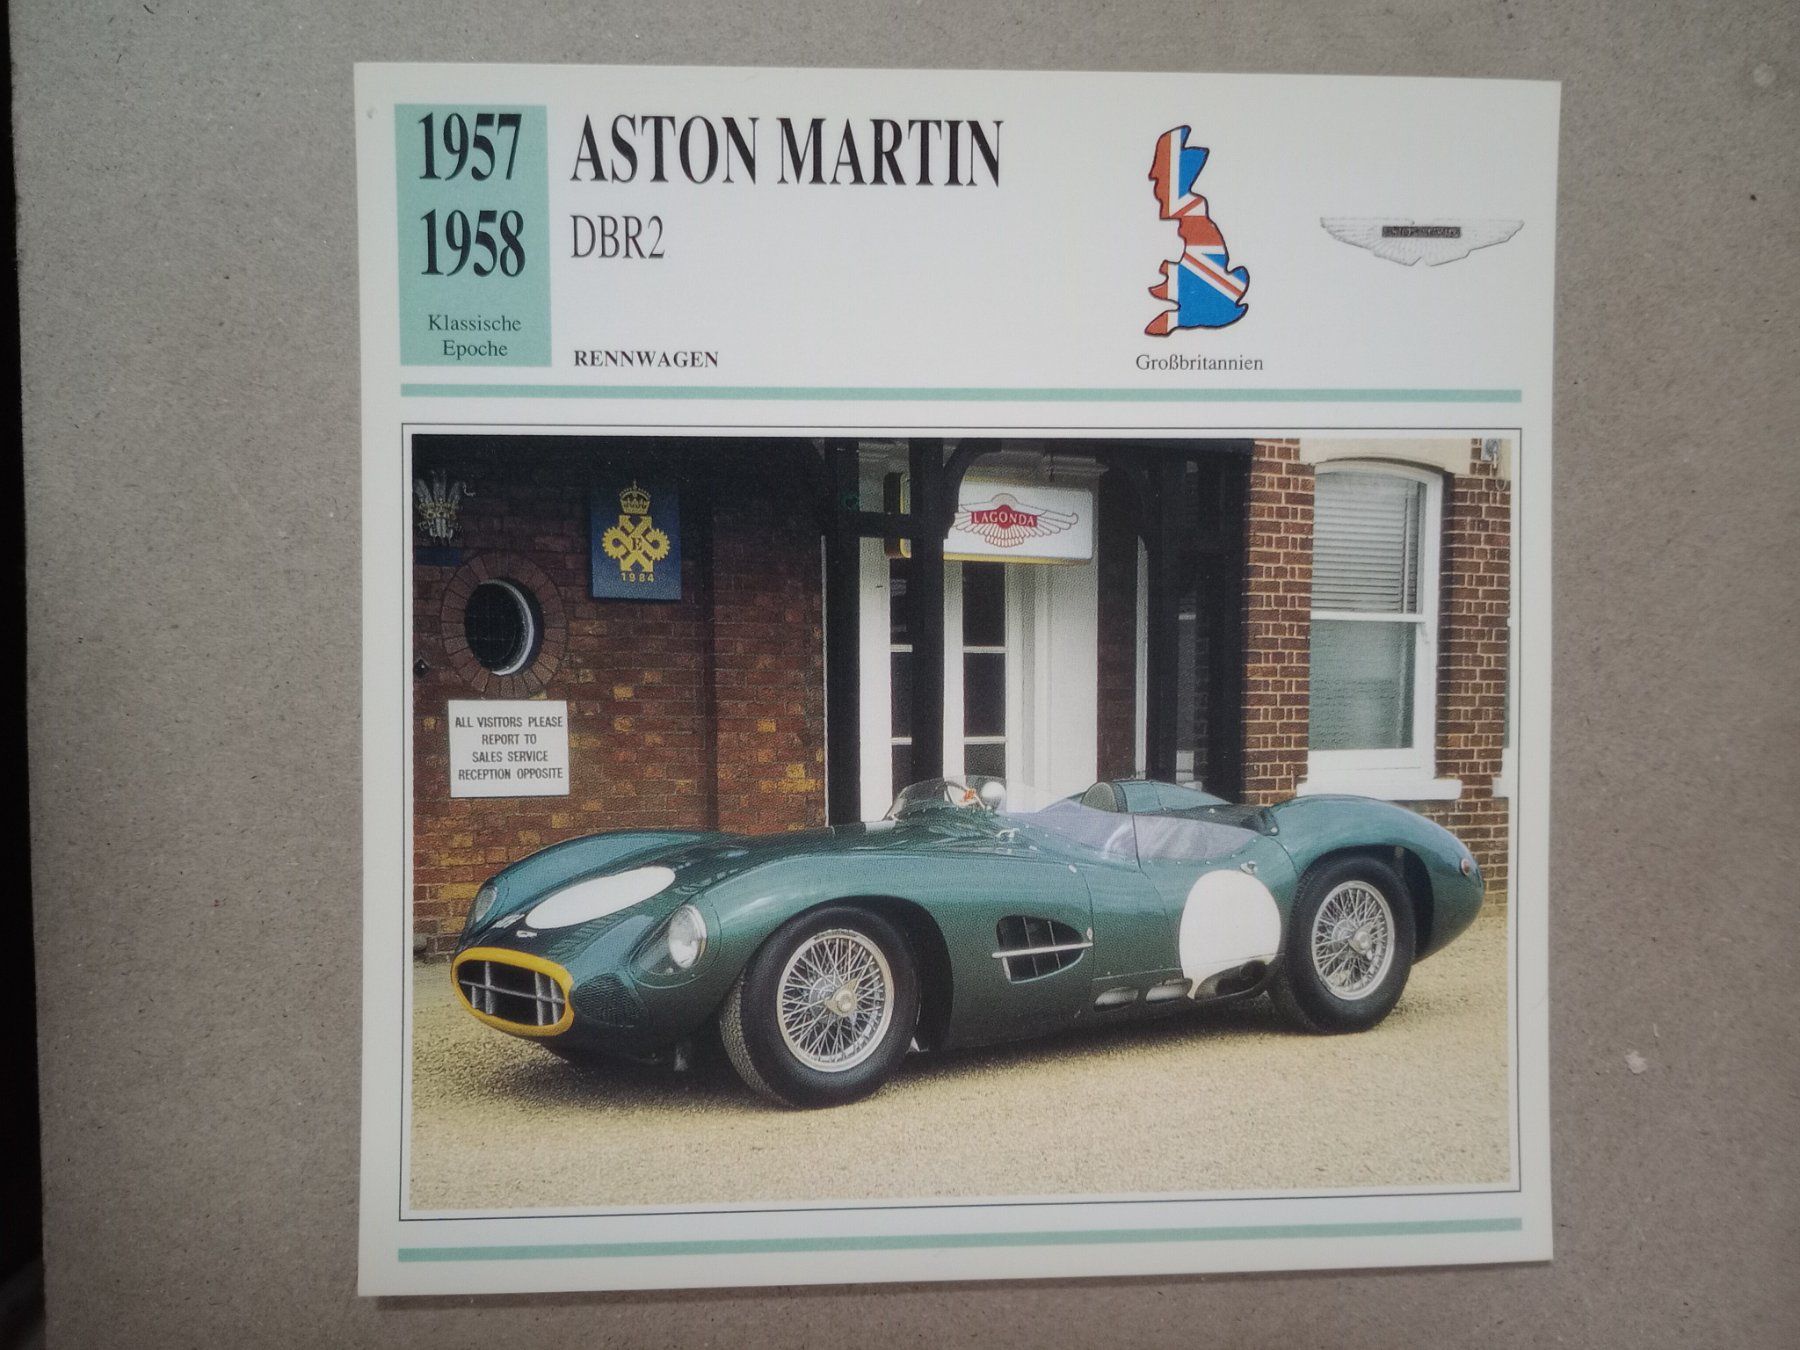 1957
1958
Klassische
Epoche
ASTON MARTIN
DBR2
RENNWAGEN
Großbritannien
E
1984
LAGONDA
ALL VISITORS PLEASE
REPORT TO
SALES SERVICE
RECEPTION OPPOSITE